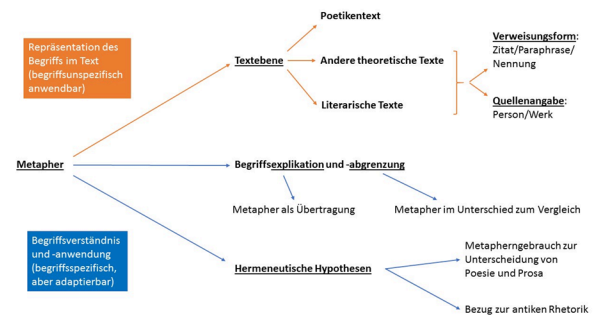 Poetikentext
Repräsentation des
Begriffs im Text
(begriffsunspezifisch
anwendbar)
Textebene
Andere theoretische Texte
Literarische Texte
Verweisungsform:
Zitat/Paraphrase/
Nennung
Quellenangabe:
Person/Werk
Metapher
Begriffsexplikation und -abgrenzung
Metapher als Übertragung
Metapher im Unterschied zum Vergleich
Begriffsverständnis
und -anwendung
(begriffsspezifisch,
aber adaptierbar)
Hermeneutische Hypothesen
Metapherngebrauch zur
Unterscheidung von
Poesie und Prosa
Bezug zur antiken Rhetorik